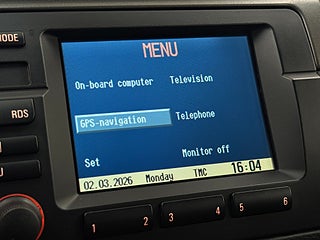 MODE
MENU
On-board computer Television
GPS-navigation Telephone
RDS
Set Monitor off
02.03.2026 Monday TMC 16:04
1 2 3 4 5 6